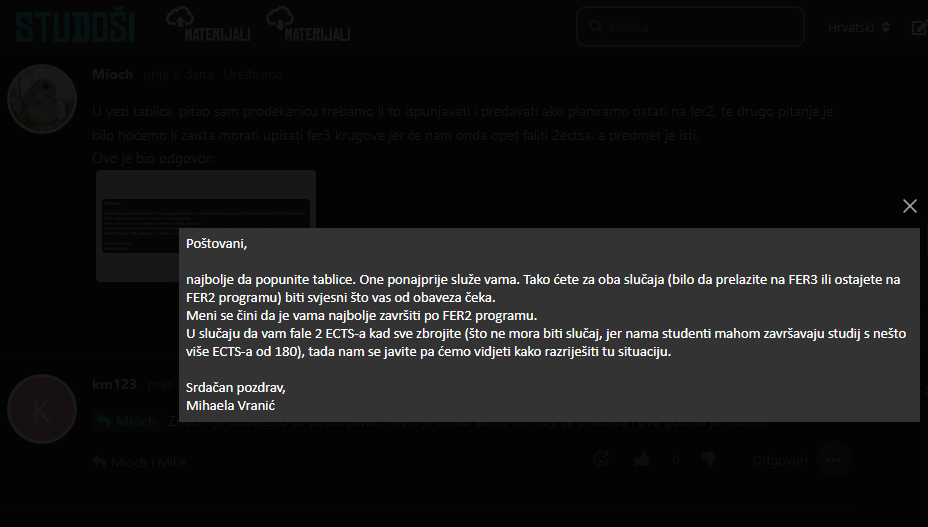 STUDOŠI
MATERIJALI
MATERIJALI
tablice
Hrvatski
Mioch prije 5 dana Uređivano
U vezi tablica, pitao sam prodekanicu trebamo li to ispunjavati i predavati ako planiramo ostati na fer2, te drugo pitanje je
bilo hoćemo li zaista morati upisati fer3 krugove jer će nam onda opet faliti 2ectsa, a predmet je isti.
Ovo je bio odgovor:
Poštovani,
najbolje da popunite tablice. One ponajprije služe vama. Tako ćete za oba slučaja (bilo da prelazite na FER3 ili ostajete na
FER2 programu) biti svjesni što vas od obaveza čeka.
Meni se čini da je vama najbolje završiti po FER2 programu.
U slučaju da vam fale 2 ECTS-a kad sve zbrojite (što ne mora biti slučaj, jer nama studenti mahom završavaju studij s nešto
više ECTS-a od 180), tada nam se javite pa ćemo vidjeti kako razriješiti tu situaciju.
Srdačan pozdrav,
Mihaela Vranić
km123 prije
K
Mioch
Mioch i Mike
0
Odgovori